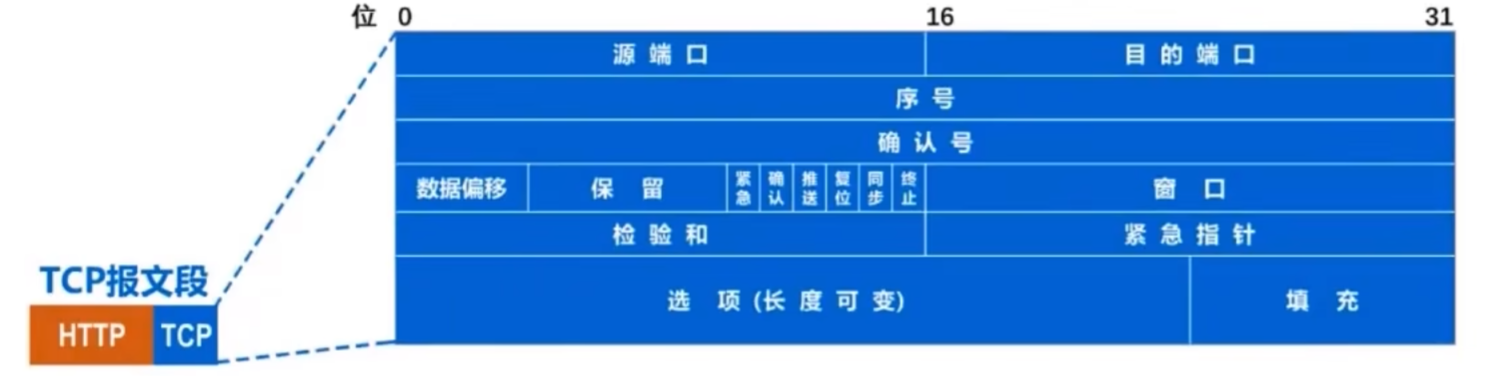 位 0 16 31
源端口 目的端口
序号
确认号
数据偏移 保留 紧急 确认 推送 复位 同步 终止 窗口
检验和 紧急指针
选项(长度可变) 填充
TCP报文段
HTTP TCP